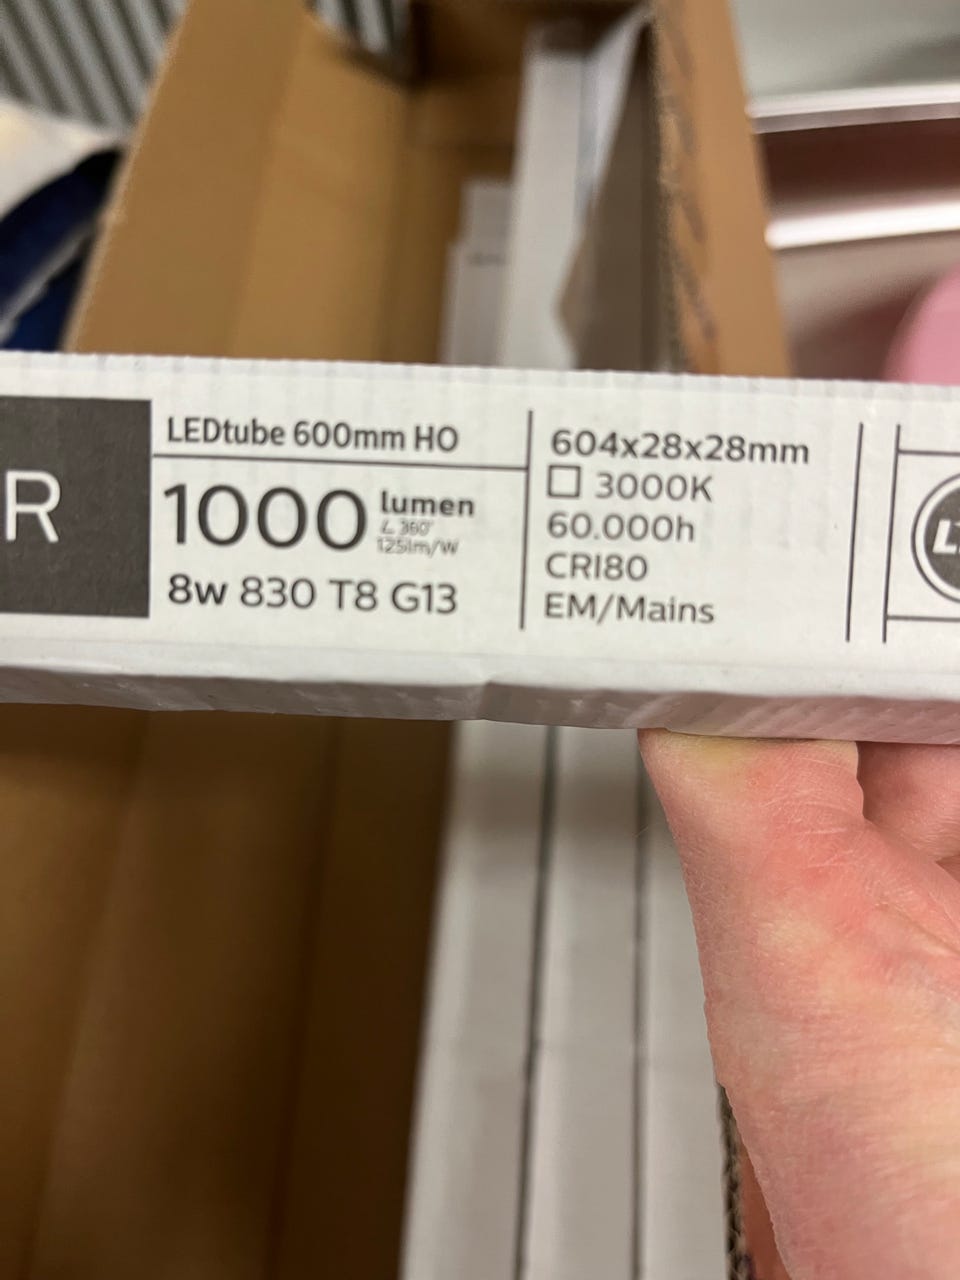 R
LEDtube 600mm HO
1000 lumen
∠ 360°
125lm/W
8w 830 T8 G13
604x28x28mm
3000K
60.000h
CRI80
EM/Mains